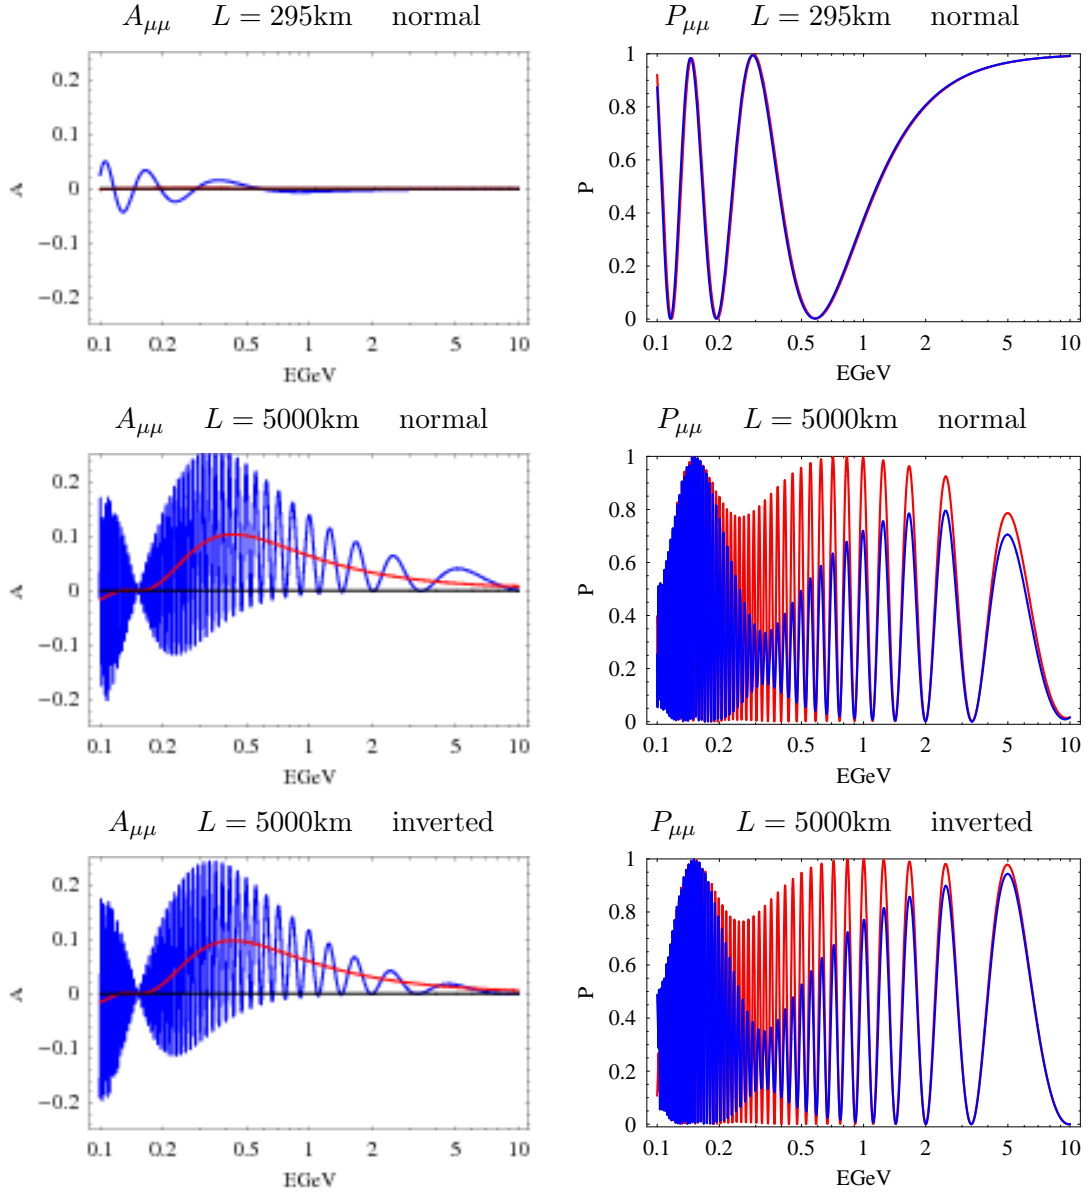 A_{μμ} L = 295km normal
P_{μμ} L = 295km normal
0.2
0.1
0
−0.1
−0.2
A
0.1 0.2 0.5 1 2 5 10
EGeV
1
0.8
0.6
0.4
0.2
0
P
0.1 0.2 0.5 1 2 5 10
EGeV
A_{μμ} L = 5000km normal
P_{μμ} L = 5000km normal
0.2
0.1
0
−0.1
−0.2
A
0.1 0.2 0.5 1 2 5 10
EGeV
1
0.8
0.6
0.4
0.2
0
P
0.1 0.2 0.5 1 2 5 10
EGeV
A_{μμ} L = 5000km inverted
P_{μμ} L = 5000km inverted
0.2
0.1
0
−0.1
−0.2
A
0.1 0.2 0.5 1 2 5 10
EGeV
1
0.8
0.6
0.4
0.2
0
P
0.1 0.2 0.5 1 2 5 10
EGeV